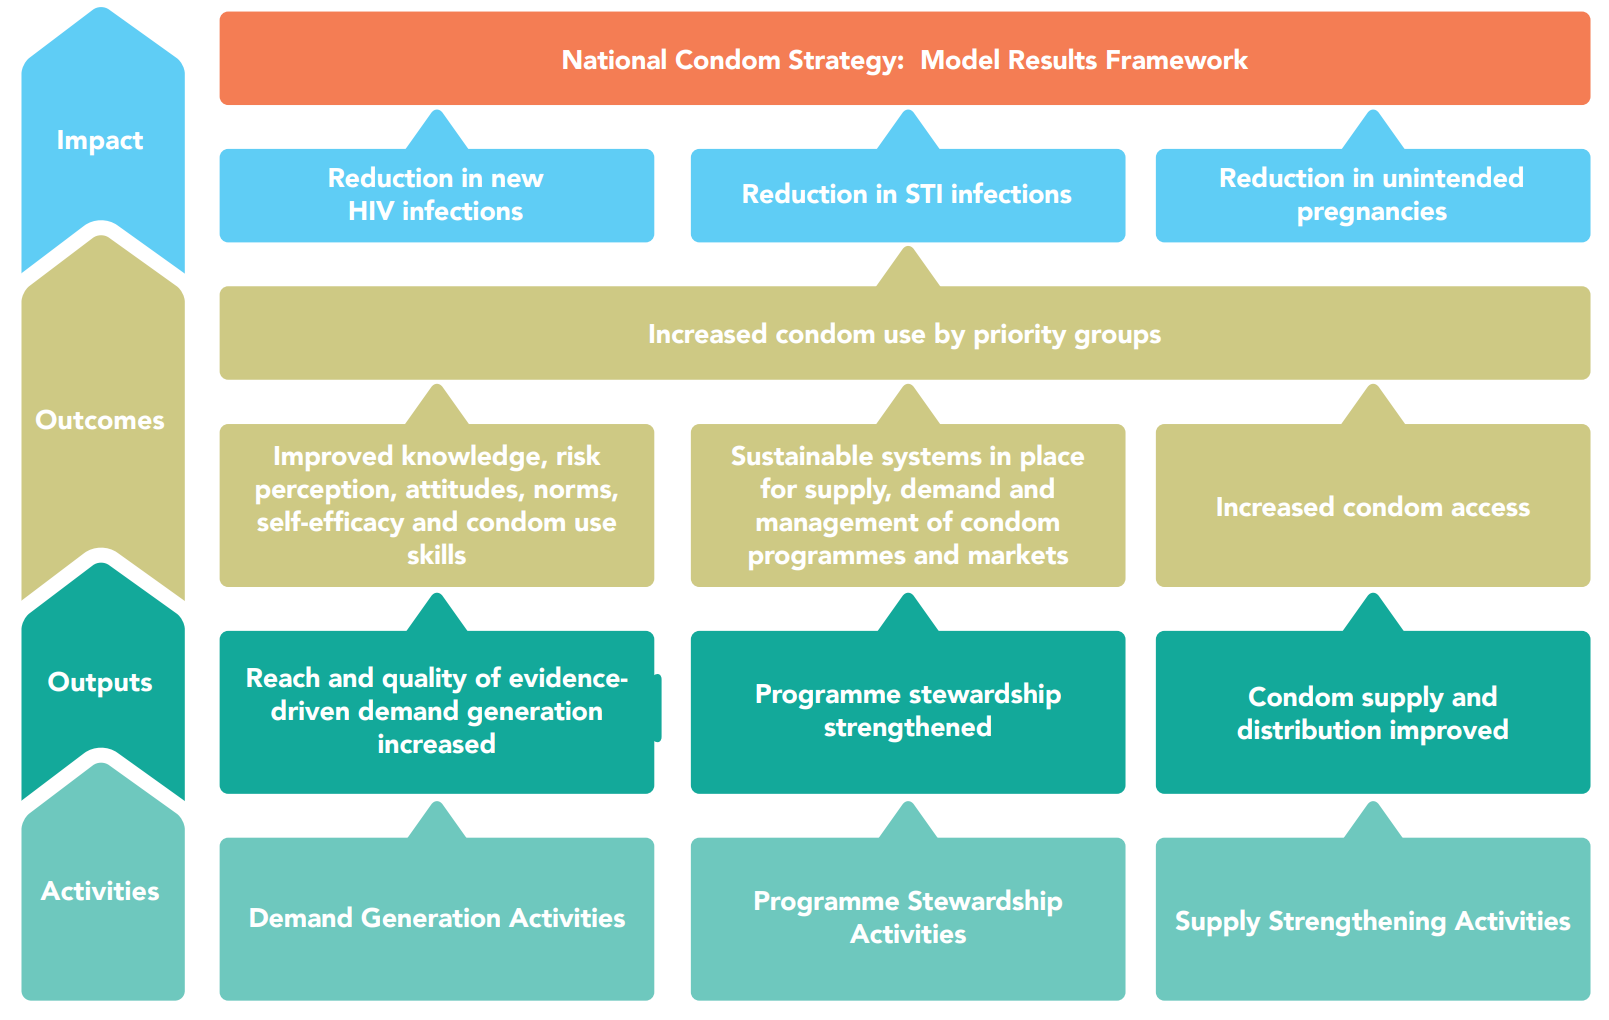 National Condom Strategy:  Model Results Framework
Impact
Reduction in new
HIV infections
Reduction in STI infections
Reduction in unintended
pregnancies
Increased condom use by priority groups
Outcomes
Improved knowledge, risk
perception, attitudes, norms,
self-efficacy and condom use
skills
Sustainable systems in place
for supply, demand and
management of condom
programmes and markets
Increased condom access
Outputs
Reach and quality of evidence-
driven demand generation
increased
Programme stewardship
strengthened
Condom supply and
distribution improved
Activities
Demand Generation Activities
Programme Stewardship
Activities
Supply Strengthening Activities